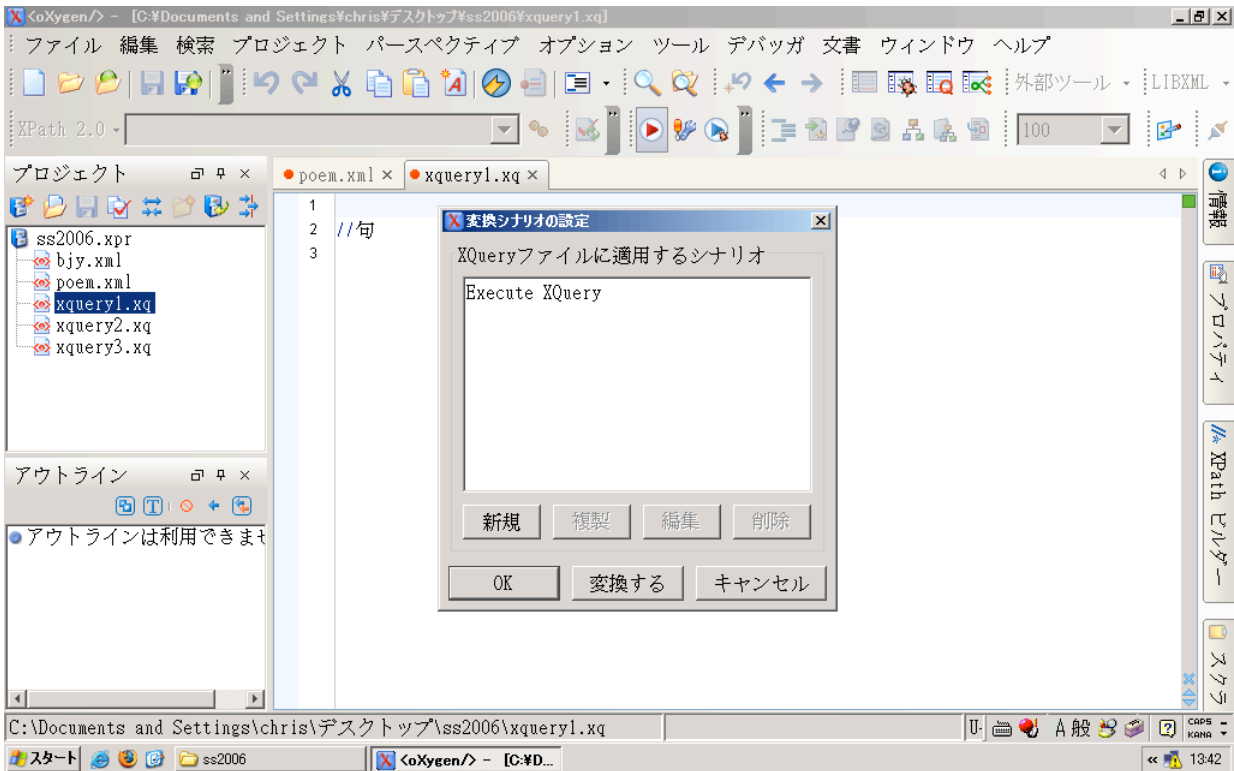 <oXygen/> - [C:¥Documents and Settings¥chris¥デスクトップ¥ss2006¥xquery1.xq]
ファイル 編集 検索 プロジェクト パースペクティブ オプション ツール デバッガ 文書 ウィンドウ ヘルプ
外部ツール
LIBXML
XPath 2.0
100
プロジェクト
ss2006.xpr
bjy.xml
poem.xml
xquery1.xq
xquery2.xq
xquery3.xq
アウトライン
アウトラインは利用できませ
poem.xml
xquery1.xq
1
2 //句
3
変換シナリオの設定
XQueryファイルに適用するシナリオ
Execute XQuery
新規 複製 編集 削除
OK 変換する キャンセル
情報
プロパティ
XPath ビルダー
スクラ
C:\Documents and Settings\chris\デスクトップ\ss2006\xquery1.xq
A般
CAPS
KANA
スタート
ss2006
<oXygen/> - [C:¥D...
13:42